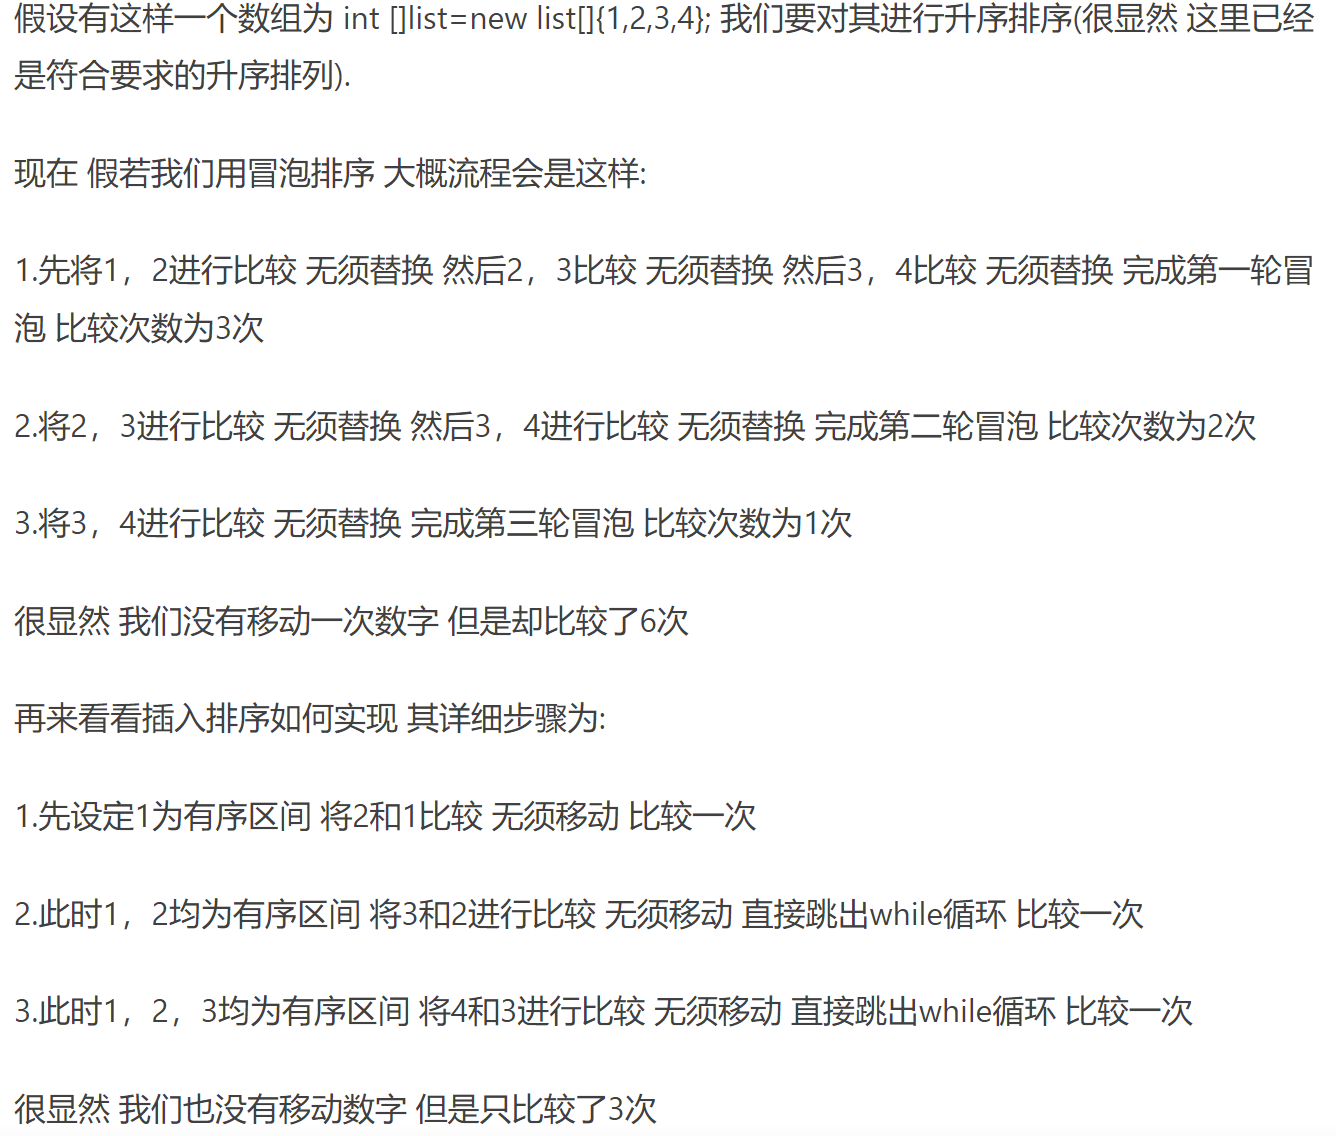 假设有这样一个数组为 int []list=new list[]{1,2,3,4}; 我们要对其进行升序排序(很显然 这里已经
是符合要求的升序排列).
现在 假若我们用冒泡排序 大概流程会是这样:
1.先将1，2进行比较 无须替换 然后2，3比较 无须替换 然后3，4比较 无须替换 完成第一轮冒
泡 比较次数为3次
2.将2，3进行比较 无须替换 然后3，4进行比较 无须替换 完成第二轮冒泡 比较次数为2次
3.将3，4进行比较 无须替换 完成第三轮冒泡 比较次数为1次
很显然 我们没有移动一次数字 但是却比较了6次
再来看看插入排序如何实现 其详细步骤为:
1.先设定1为有序区间 将2和1比较 无须移动 比较一次
2.此时1，2均为有序区间 将3和2进行比较 无须移动 直接跳出while循环 比较一次
3.此时1，2，3均为有序区间 将4和3进行比较 无须移动 直接跳出while循环 比较一次
很显然 我们也没有移动数字 但是只比较了3次